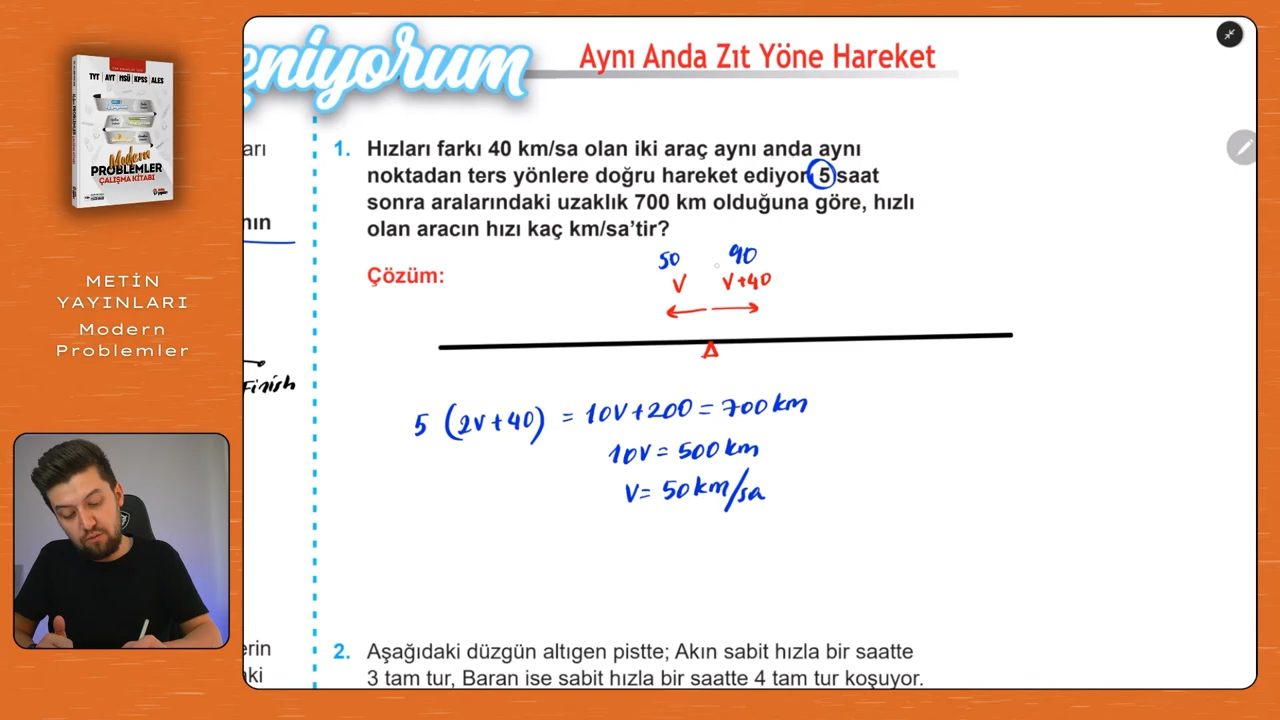 TYT AYT MSÜ KPSS ALES
Modern
PROBLEMLER
ÇALIŞMA KİTABI
METİN
YAYINLARI
Modern
Problemler
eniyorum
Aynı Anda Zıt Yöne Hareket
arı
nın
Finish
erin
aki
1. Hızları farkı 40 km/sa olan iki araç aynı anda aynı
noktadan ters yönlere doğru hareket ediyor. 5 saat
sonra aralarındaki uzaklık 700 km olduğuna göre, hızlı
olan aracın hızı kaç km/sa'tir?
Çözüm:
50 90
V V+40
A
5 (2V+40) = 10V+200 = 700 km
10V = 500 km
V = 50 km/sa
2. Aşağıdaki düzgün altıgen pistte; Akın sabit hızla bir saatte
3 tam tur, Baran ise sabit hızla bir saatte 4 tam tur koşuyor.